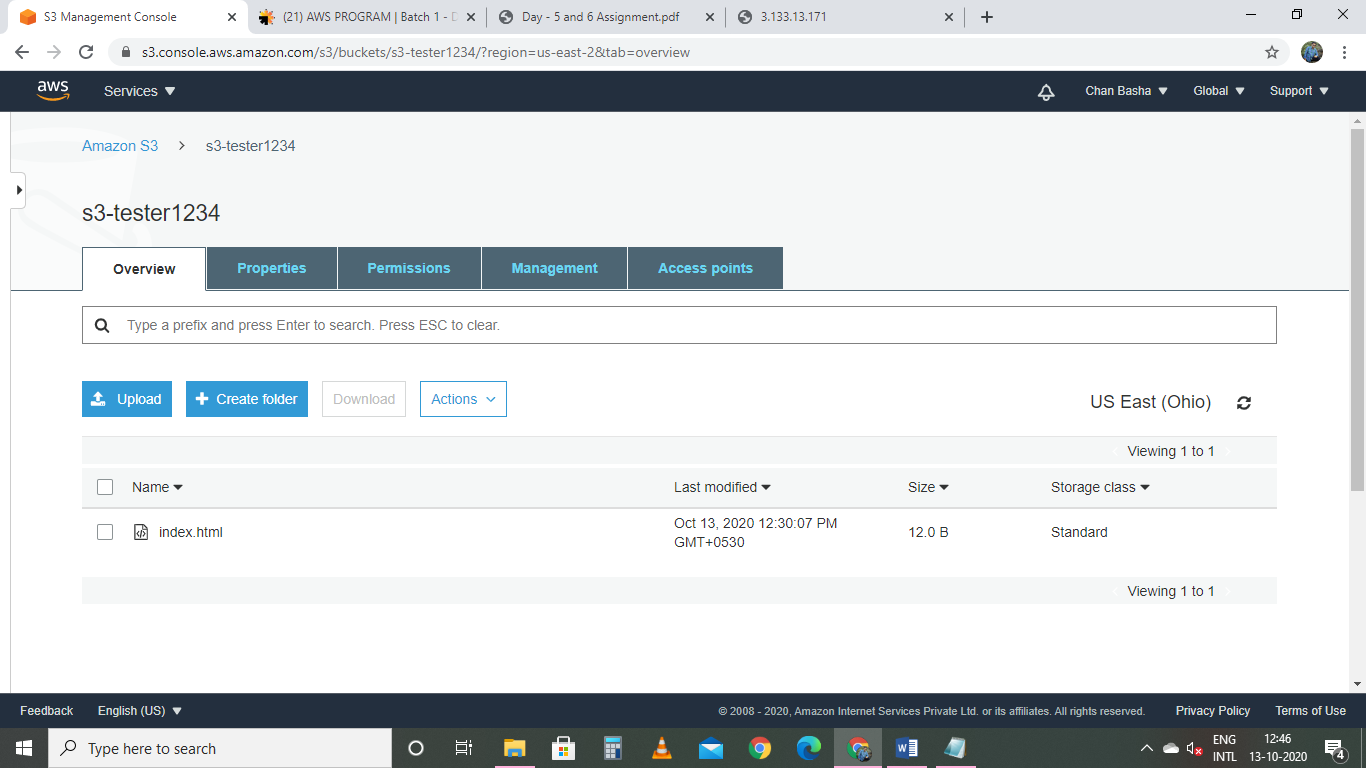 S3 Management Console
(21) AWS PROGRAM | Batch 1 - D
Day - 5 and 6 Assignment.pdf
3.133.13.171
s3.console.aws.amazon.com/s3/buckets/s3-tester1234/?region=us-east-2&tab=overview
aws
Services
Chan Basha
Global
Support
Amazon S3 > s3-tester1234
s3-tester1234
Overview
Properties
Permissions
Management
Access points
Type a prefix and press Enter to search. Press ESC to clear.
Upload
Create folder
Download
Actions
US East (Ohio)
Viewing 1 to 1
Name
Last modified
Size
Storage class
index.html
Oct 13, 2020 12:30:07 PM
GMT+0530
12.0 B
Standard
Viewing 1 to 1
Feedback
English (US)
© 2008 - 2020, Amazon Internet Services Private Ltd. or its affiliates. All rights reserved.
Privacy Policy
Terms of Use
Type here to search
ENG
INTL
12:46
13-10-2020
4